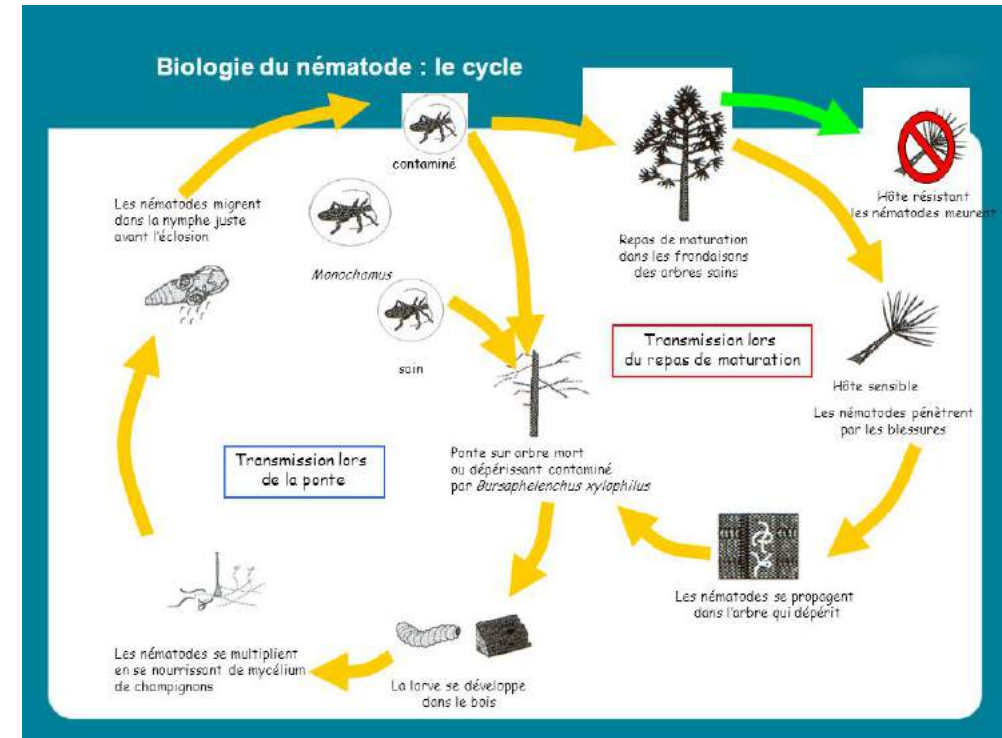 Biologie du nématode : le cycle
contaminé
Les nématodes migrent
dans la nymphe juste
avant l'éclosion
Monochamus
sain
Repas de maturation
dans les frondaisons
des arbres sains
Hôte résistant
les nématodes meurent
Transmission lors
du repas de maturation
Hôte sensible
Les nématodes pénètrent
par les blessures
Transmission lors
de la ponte
Ponte sur arbre mort
ou dépérissant contaminé
par Bursaphelenchus xylophilus
Les nématodes se propagent
dans l'arbre qui dépérit
Les nématodes se multiplient
en se nourrissant de mycélium
de champignons
La larve se développe
dans le bois